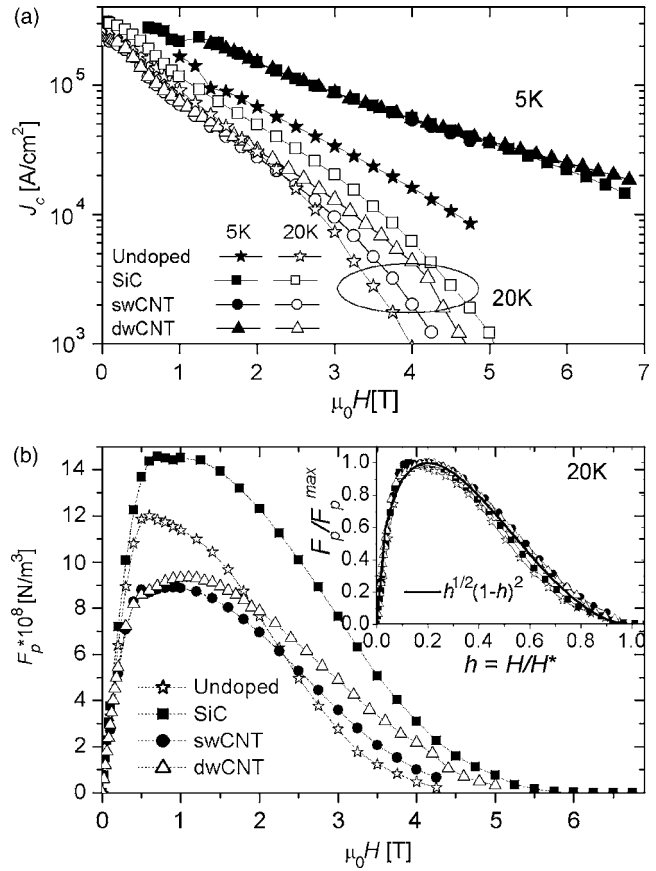 (a)
10^5
10^4
10^3
J_c [A/cm^2]
5K
20K
5K 20K
Undoped
SiC
swCNT
dwCNT
0 1 2 3 4 5 6 7
μ_0H[T]
(b)
14
12
10
8
6
4
2
0
F_p*10^8 [N/m^3]
Undoped
SiC
swCNT
dwCNT
0 1 2 3 4 5 6
μ_0H [T]
20K
1.0
0.8
0.6
0.4
0.2
0.0
F_p/F_p^max
h^1/2(1-h)^2
0.0 0.2 0.4 0.6 0.8 1.0
h = H/H*